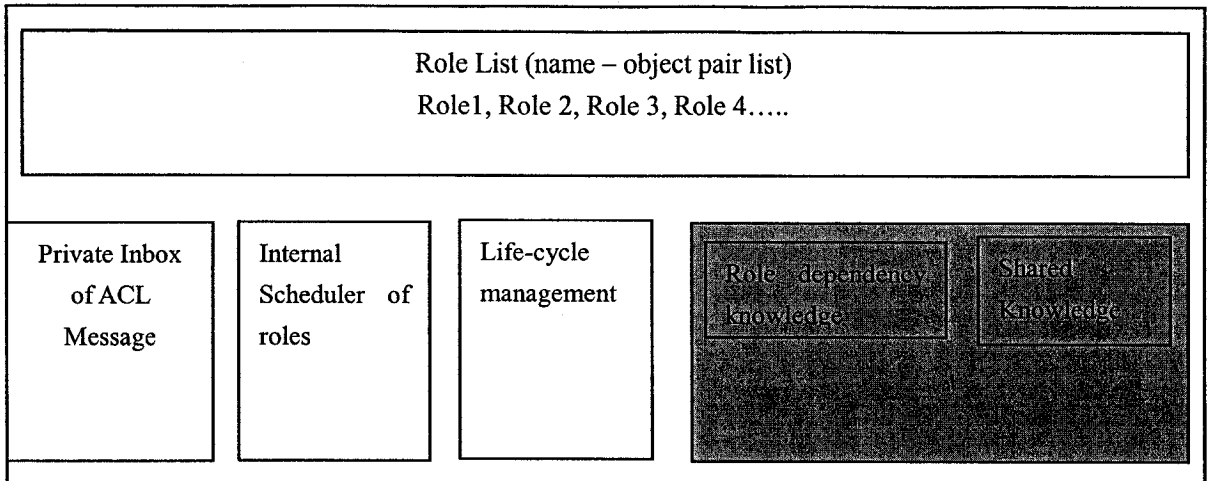 Role List (name – object pair list)
Role1, Role 2, Role 3, Role 4…..
Private Inbox
of ACL
Message
Internal
Scheduler of
roles
Life-cycle
management
Role dependency
knowledge
Shared
Knowledge